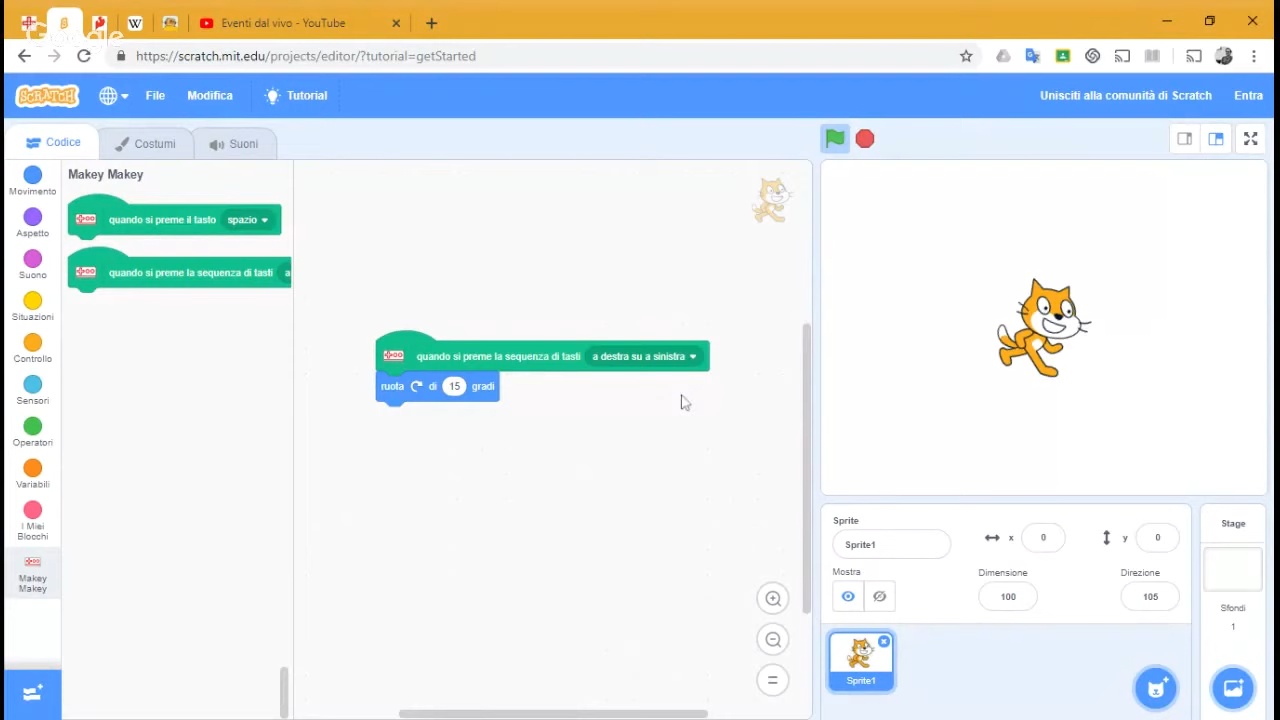 Google
W
Eventi dal vivo - YouTube
https://scratch.mit.edu/projects/editor/?tutorial=getStarted
SCRATCH
File
Modifica
Tutorial
Unisciti alla comunità di Scratch
Entra
Codice
Costumi
Suoni
Movimento
Aspetto
Suono
Situazioni
Controllo
Sensori
Operatori
Variabili
I Miei
Blocchi
Makey
Makey
Makey Makey
quando si preme il tasto spazio
quando si preme la sequenza di tasti a
quando si preme la sequenza di tasti a destra su a sinistra
ruota di 15 gradi
Sprite
Sprite1
x 0
y 0
Mostra
Dimensione
100
Direzione
105
Sprite1
Stage
Sfondi
1